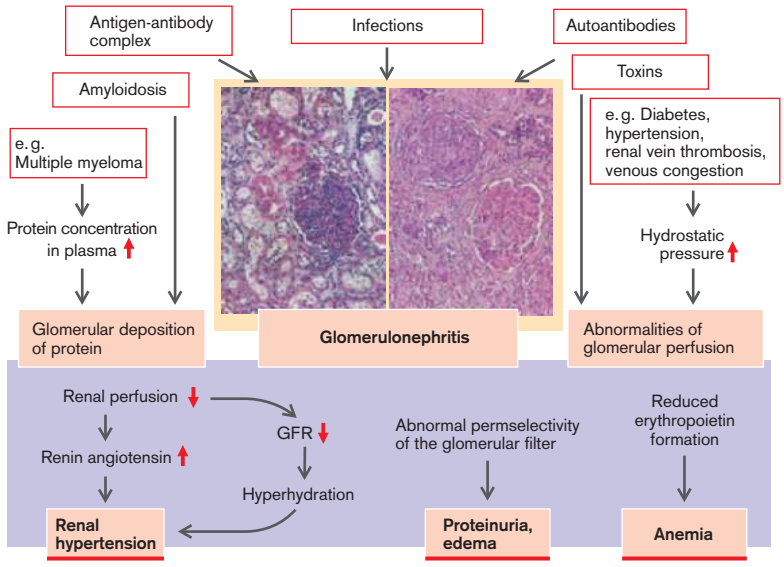 Antigen-antibody
complex
Infections
Autoantibodies
Amyloidosis
Toxins
e.g.
Multiple myeloma
e.g. Diabetes,
hypertension,
renal vein thrombosis,
venous congestion
Protein concentration
in plasma
Hydrostatic
pressure
Glomerular deposition
of protein
Glomerulonephritis
Abnormalities of
glomerular perfusion
Renal perfusion
GFR
Renin angiotensin
Hyperhydration
Abnormal permselectivity
of the glomerular filter
Reduced
erythropoietin
formation
Renal
hypertension
Proteinuria,
edema
Anemia